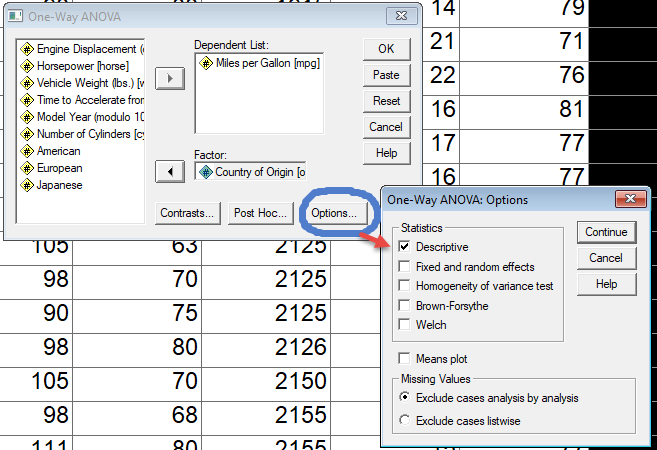 One-Way ANOVA
Engine Displacement (
Horsepower [horse]
Vehicle Weight (lbs.) [w
Time to Accelerate from
Model Year (modulo 10
Number of Cylinders [cy
American
European
Japanese
Dependent List:
Miles per Gallon [mpg]
Factor:
Country of Origin [o
OK
Paste
Reset
Cancel
Help
Contrasts...
Post Hoc...
Options...
14 79
21 71
22 76
16 81
17 77
17 77
16 76
One-Way ANOVA: Options
Statistics
Descriptive
Fixed and random effects
Homogeneity of variance test
Brown-Forsythe
Welch
Means plot
Missing Values
Exclude cases analysis by analysis
Exclude cases listwise
Continue
Cancel
Help
105 63 2125
98 70 2125
90 75 2125
98 80 2126
105 70 2150
98 68 2155
111 80 2155